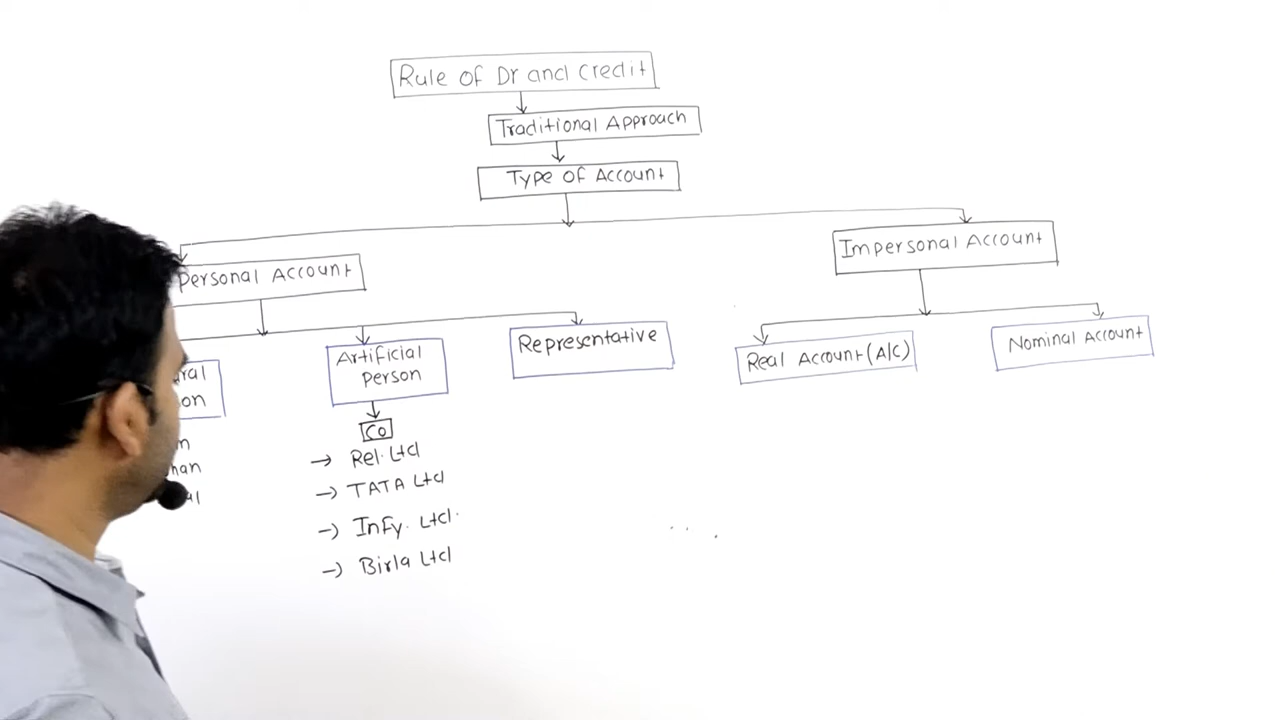 Rule of Dr and Credit
Traditional Approach
Type of Account
Personal Account
Impersonal Account
Artificial
Person
Representative
Real Account (A/C)
Nominal Account
Co
→ Rel. Ltd
→ TATA Ltd
→ Infy. Ltd.
→ Birla Ltd